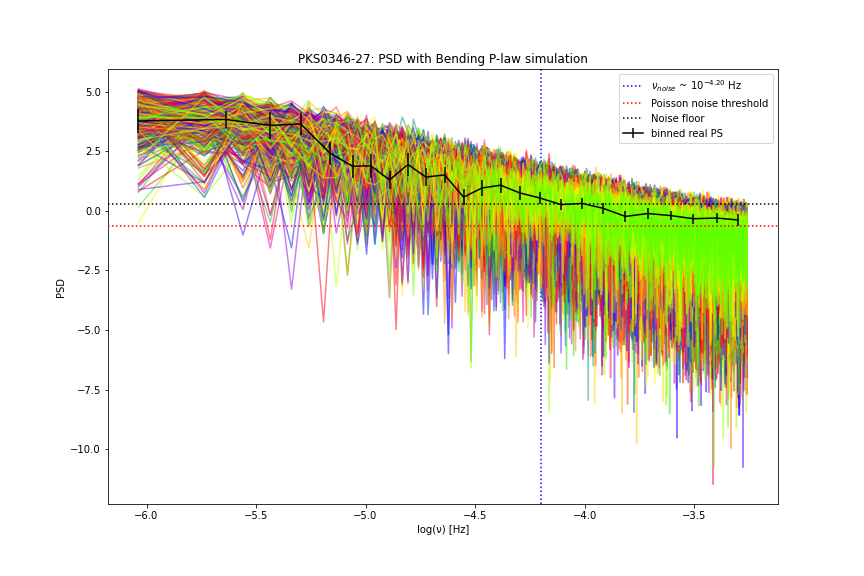 PKS0346-27: PSD with Bending P-law simulation
ν_noise ~ 10^−4.20 Hz
Poisson noise threshold
Noise floor
binned real PS
5.0
2.5
0.0
−2.5
−5.0
−7.5
−10.0
PSD
−6.0 −5.5 −5.0 −4.5 −4.0 −3.5
log(ν) [Hz]